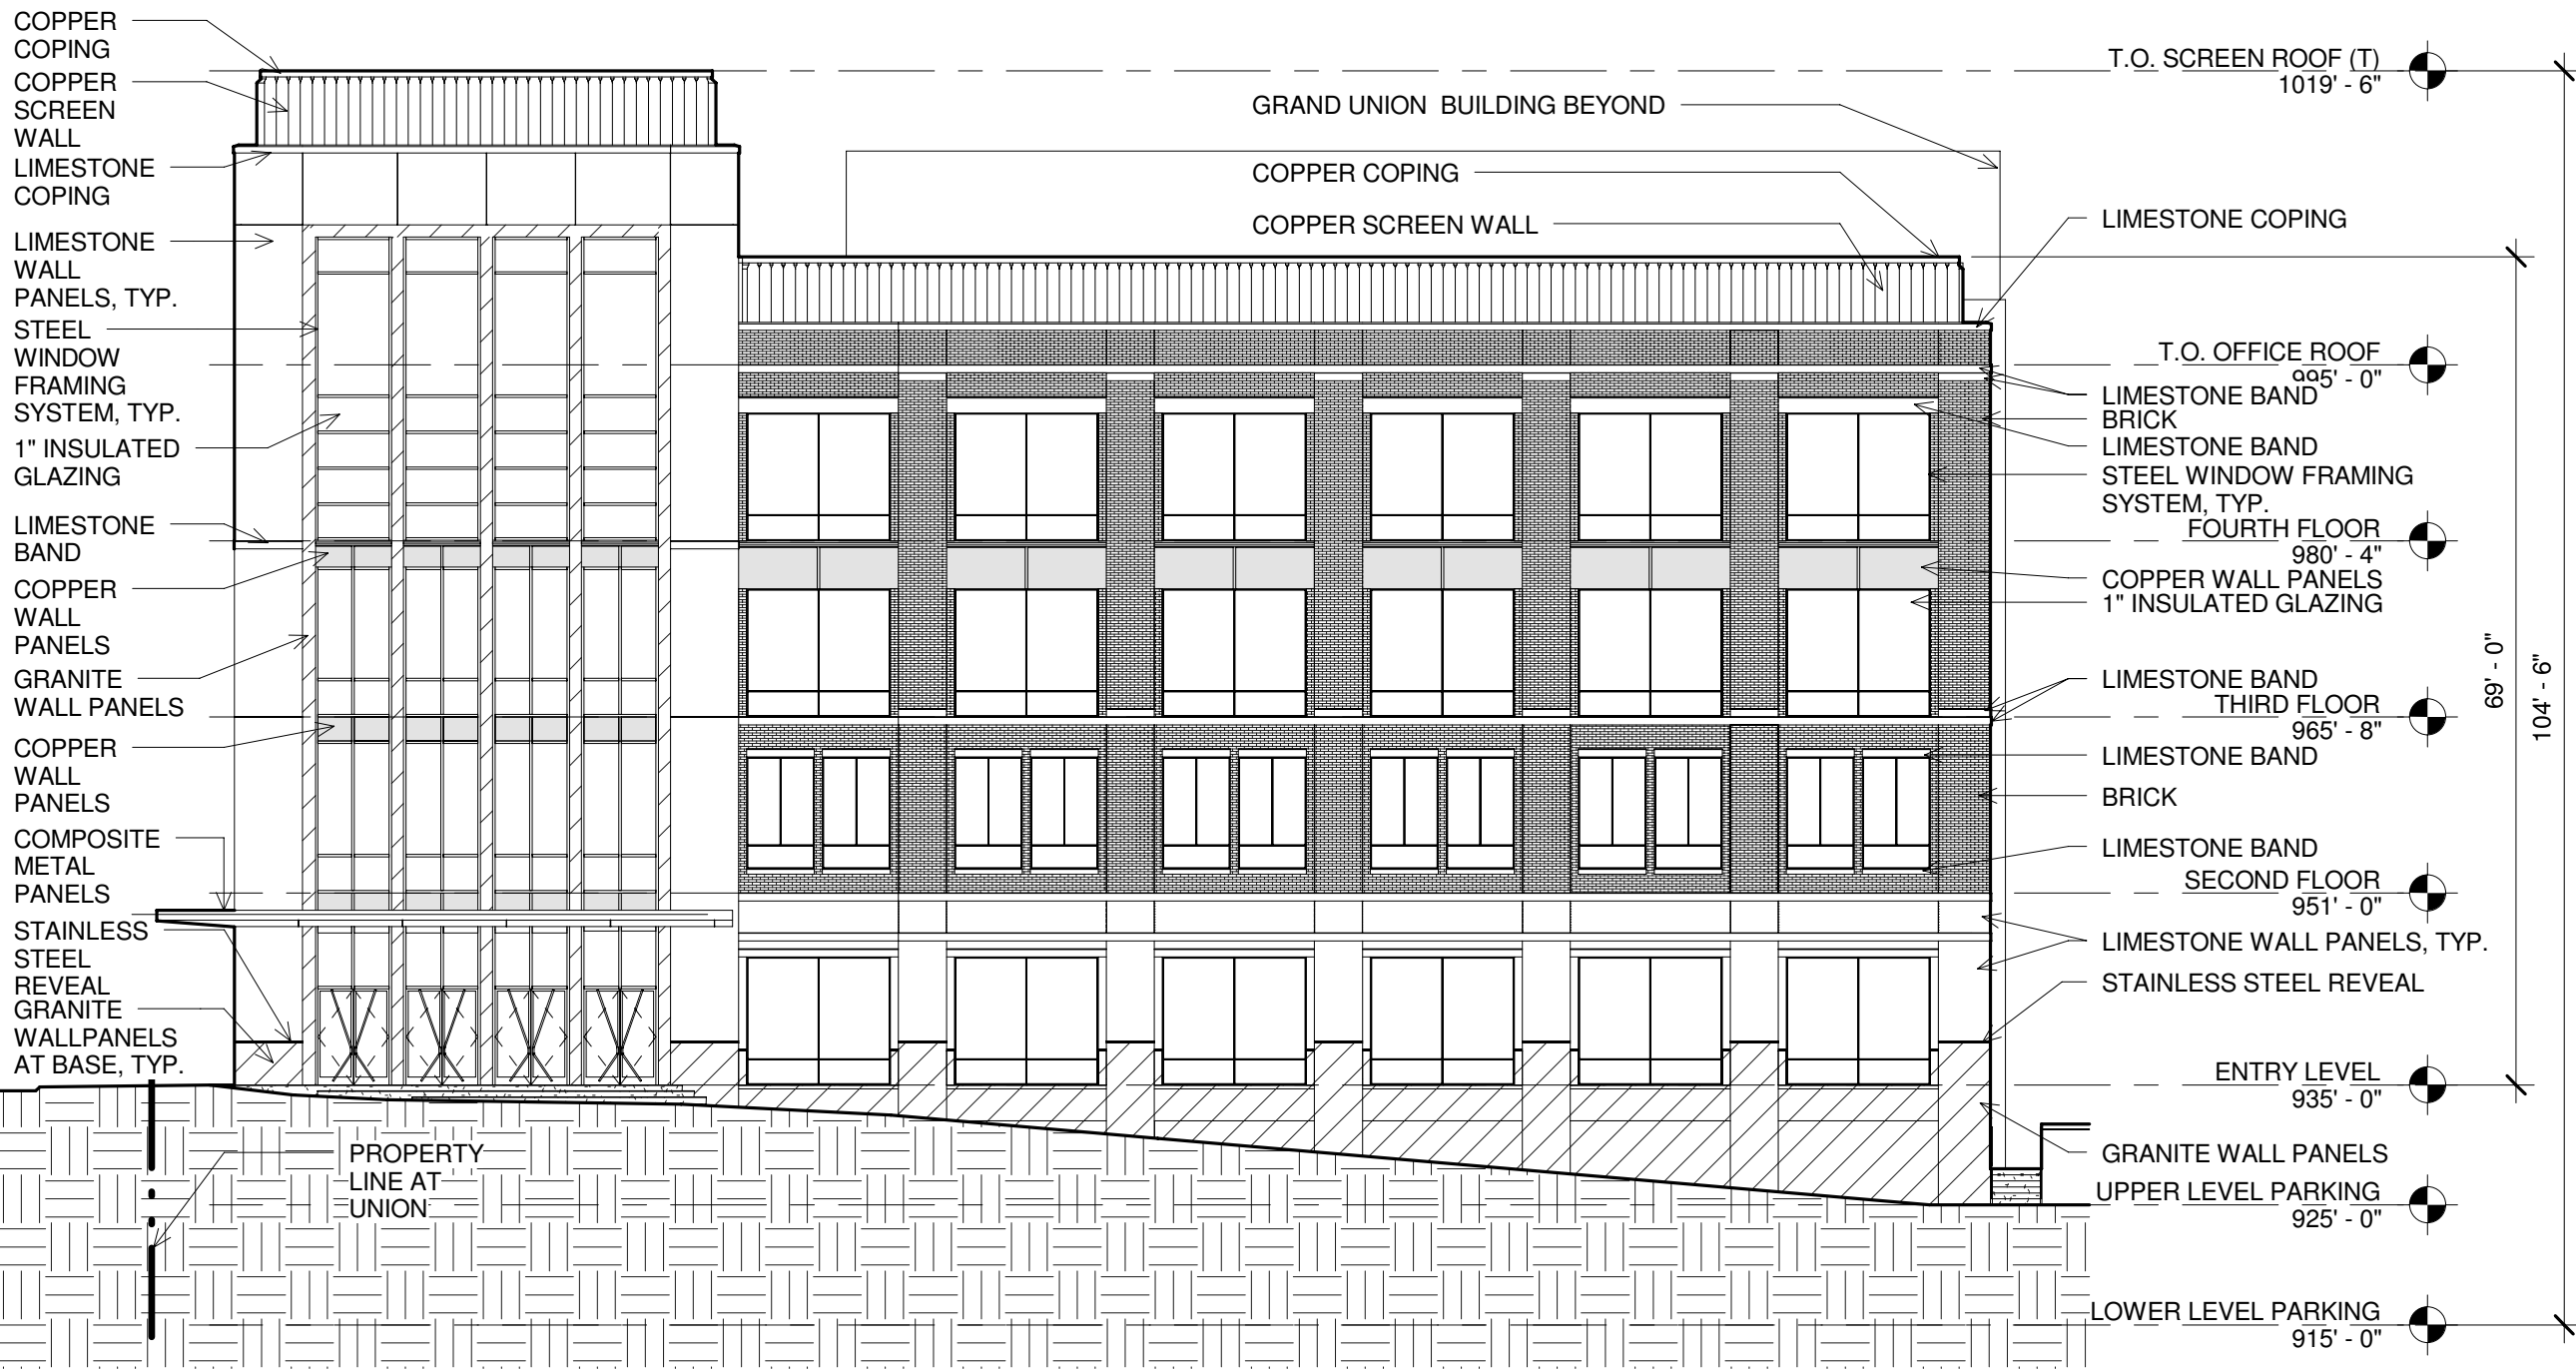 COPPER
COPING
COPPER
SCREEN
WALL
LIMESTONE
COPING
LIMESTONE
WALL
PANELS, TYP.
STEEL
WINDOW
FRAMING
SYSTEM, TYP.
1" INSULATED
GLAZING
LIMESTONE
BAND
COPPER
WALL
PANELS
GRANITE
WALL PANELS
COPPER
WALL
PANELS
COMPOSITE
METAL
PANELS
STAINLESS
STEEL
REVEAL
GRANITE
WALLPANELS
AT BASE, TYP.
PROPERTY
LINE AT
UNION
GRAND UNION BUILDING BEYOND
COPPER COPING
COPPER SCREEN WALL
T.O. SCREEN ROOF (T)
1019' - 6"
LIMESTONE COPING
T.O. OFFICE ROOF
995' - 0"
LIMESTONE BAND
BRICK
LIMESTONE BAND
STEEL WINDOW FRAMING
SYSTEM, TYP.
FOURTH FLOOR
980' - 4"
COPPER WALL PANELS
1" INSULATED GLAZING
LIMESTONE BAND
THIRD FLOOR
965' - 8"
LIMESTONE BAND
BRICK
LIMESTONE BAND
SECOND FLOOR
951' - 0"
LIMESTONE WALL PANELS, TYP.
STAINLESS STEEL REVEAL
ENTRY LEVEL
935' - 0"
GRANITE WALL PANELS
UPPER LEVEL PARKING
925' - 0"
LOWER LEVEL PARKING
915' - 0"
69' - 0"
104' - 6"